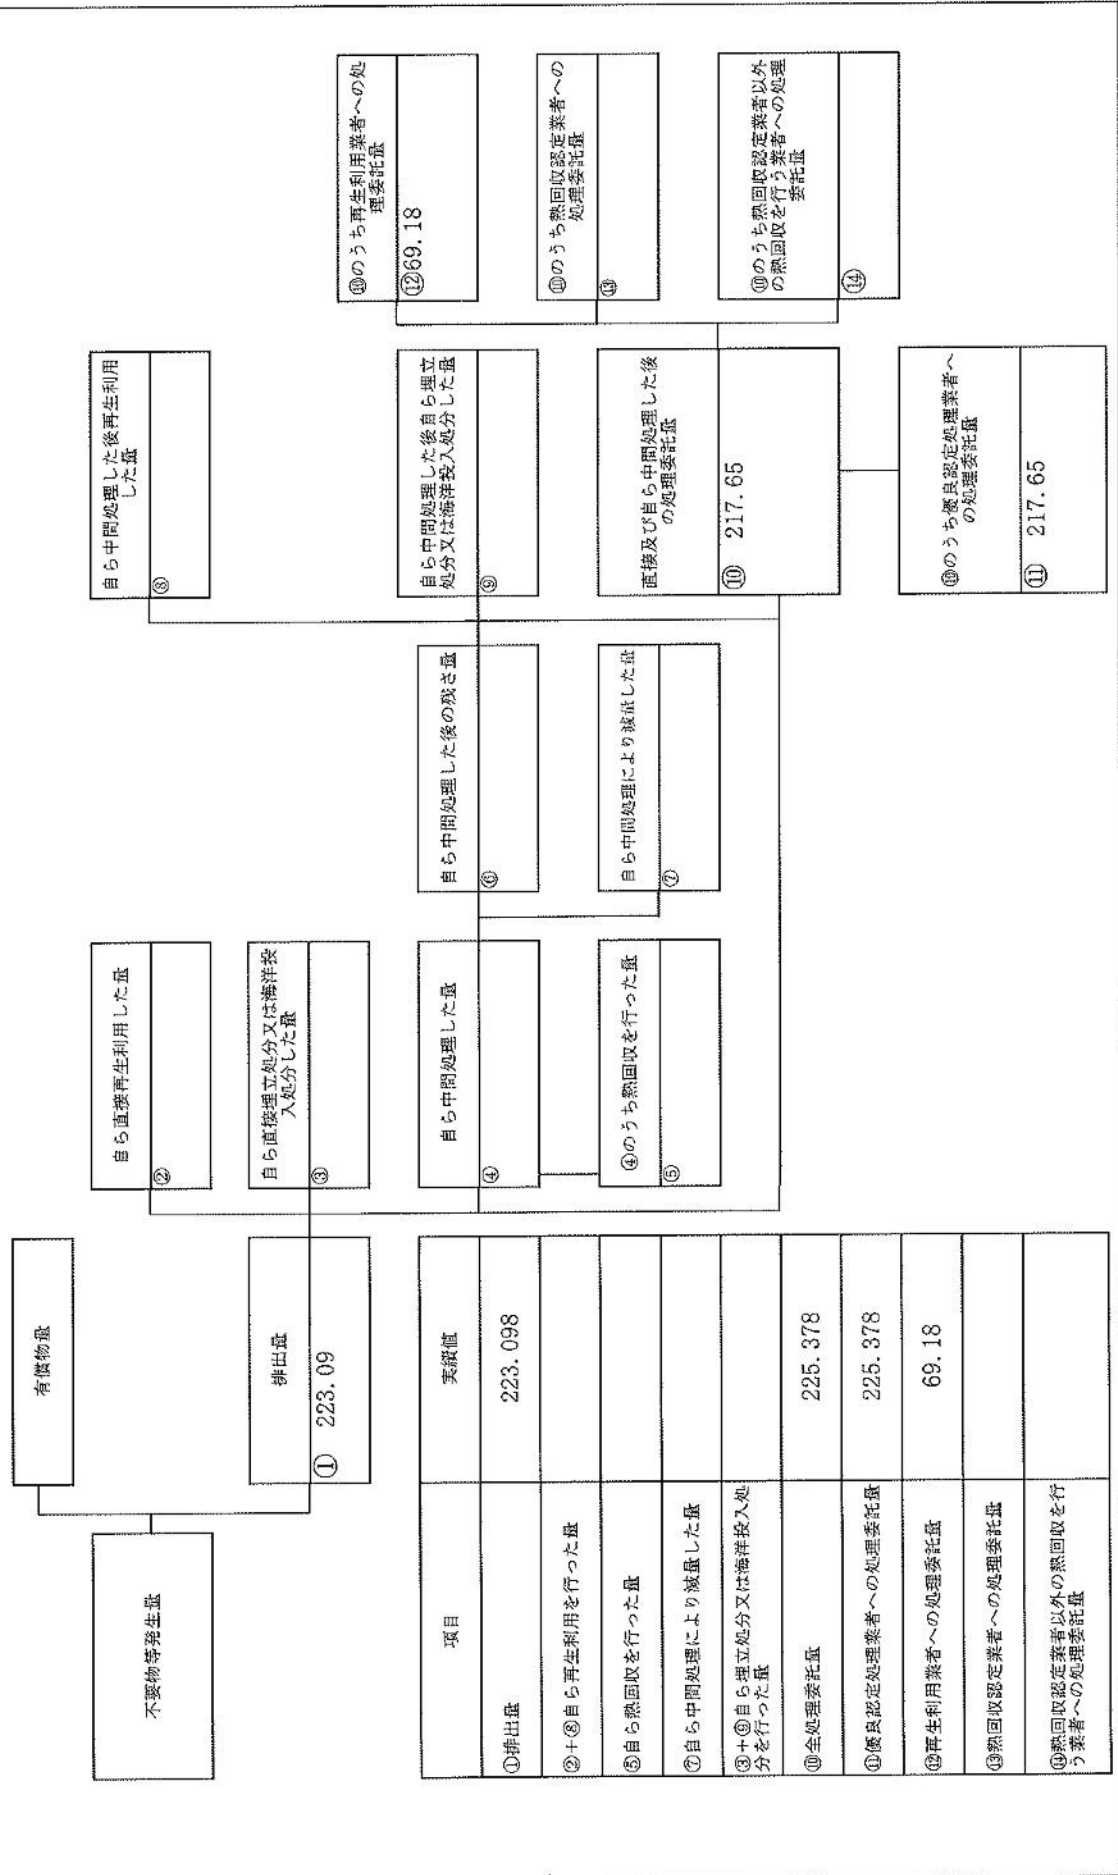 有償物量
不要物等発生量
排出量
① 223.09
自ら直接再生利用した量
②
自ら直接埋立処分又は海洋投
入処分した量
③
自ら中間処理した量
④
④のうち熱回収を行った量
⑤
自ら中間処理した後の残さ量
⑥
自ら中間処理により減量した量
⑦
自ら中間処理した後再生利用
した量
⑧
自ら中間処理した後自ら埋立
処分又は海洋投入処分した量
⑨
直接及び自ら中間処理した後
の処理委託量
⑩ 217.65
⑩のうち優良認定処理業者へ
の処理委託量
⑪ 217.65
⑩のうち再生利用業者への処
理委託量
⑫69.18
⑩のうち熱回収認定業者への
処理委託量
⑬
⑩のうち熱回収認定業者以外
の熱回収を行う業者への処理
委託量
⑭
項目 実績値
①排出量 223.098
②+⑧自ら再生利用を行った量
⑤自ら熱回収を行った量
⑦自ら中間処理により減量した量
③+⑨自ら埋立処分又は海洋投入処
分を行った量
⑩全処理委託量 225.378
⑪優良認定処理業者への処理委託量 225.378
⑫再生利用業者への処理委託量 69.18
⑬熱回収認定業者への処理委託量
⑭熱回収認定業者以外の熱回収を行
う業者への処理委託量